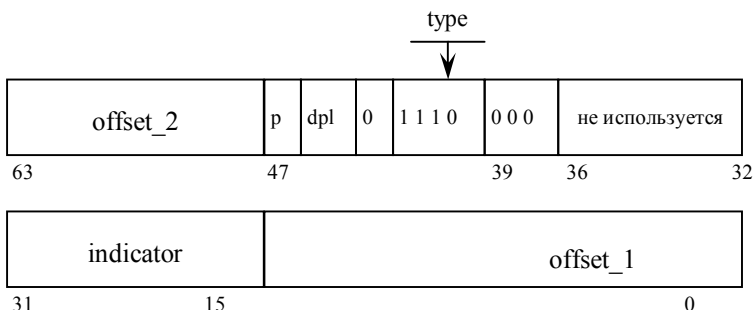 type
offset_2 p dpl 0 1 1 1 0 0 0 0 не используется
63 47 39 36 32
indicator offset_1
31 15 0